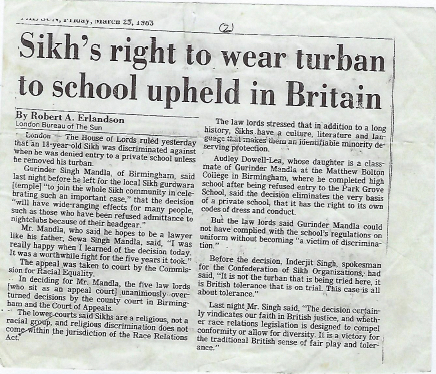 THE SUN, Friday, March 25, 1983
(2)
Sikh's right to wear turban
to school upheld in Britain
By Robert A. Erlandson
London Bureau of The Sun
London — The House of Lords ruled yesterday
that an 18-year-old Sikh was discriminated against
when he was denied entry to a private school unless
he removed his turban.
Gurinder Singh Mandla, of Birmingham, said
last night before he left for the local Sikh gurdwara
[temple] "to join the whole Sikh community in cele-
brating such an important case," that the decision
"will have wide-ranging effects for many people,
such as those who have been refused admittance to
nightclubs because of their headgear."
Mr. Mandla, who said he hopes to be a lawyer
like his father, Sewa Singh Mandla, said, "I was
really happy when I learned of the decision today.
It was a worthwhile fight for the five years it took."
The appeal was taken to court by the Commis-
sion for Racial Equality.
In deciding for Mr. Mandla, the five law lords
[who sit as an appeal court] unanimously over-
turned decisions by the county court in Birming-
ham and the Court of Appeals.
The lower courts said Sikhs are a religious, not a
racial group, and religious discrimination does not
come within the jurisdiction of the Race Relations
Act.
The law lords stressed that in addition to a long
history, Sikhs have a culture, literature and lan-
guage that makes them an identifiable minority de-
serving protection.
Audley Dowell-Lea, whose daughter is a class-
mate of Gurinder Mandla at the Matthew Bolton
College in Birmingham, where he completed high
school after being refused entry to the Park Grove
School, said the decision eliminates the very basis
of a private school, that it has the right to its own
codes of dress and conduct.
But the law lords said Gurinder Mandla could
not have complied with the school's regulations on
uniform without becoming "a victim of discrimina-
tion."
Before the decision, Inderjit Singh, spokesman
for the Confederation of Sikh Organizations, had
said, "It is not the turban that is being tried here, it
is British tolerance that is on trial. This case is all
about tolerance."
Last night Mr. Singh said, "The decision certain-
ly vindicates our faith in British justice, and wheth-
er race relations legislation is designed to compel
conformity or allow for diversity. It is a victory for
the traditional British sense of fair play and toler-
ance."